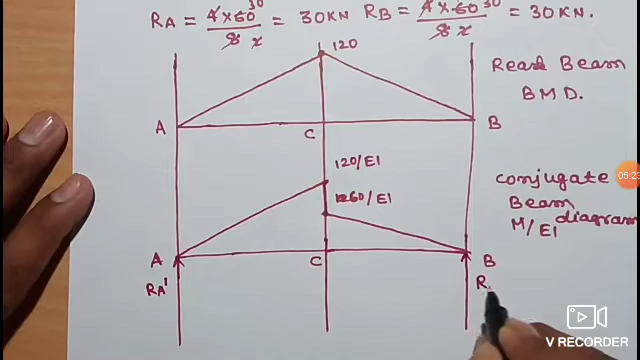 RA = 4×60 30 / 8 2 = 30KN RB = 4×60 30 / 8 2 = 30KN.
120
Real Beam
BMD.
A C B
120/EI
60/EI
Conjugate
Beam
M/EI diagram
A C B
RA'
R
05:23
V RECORDER